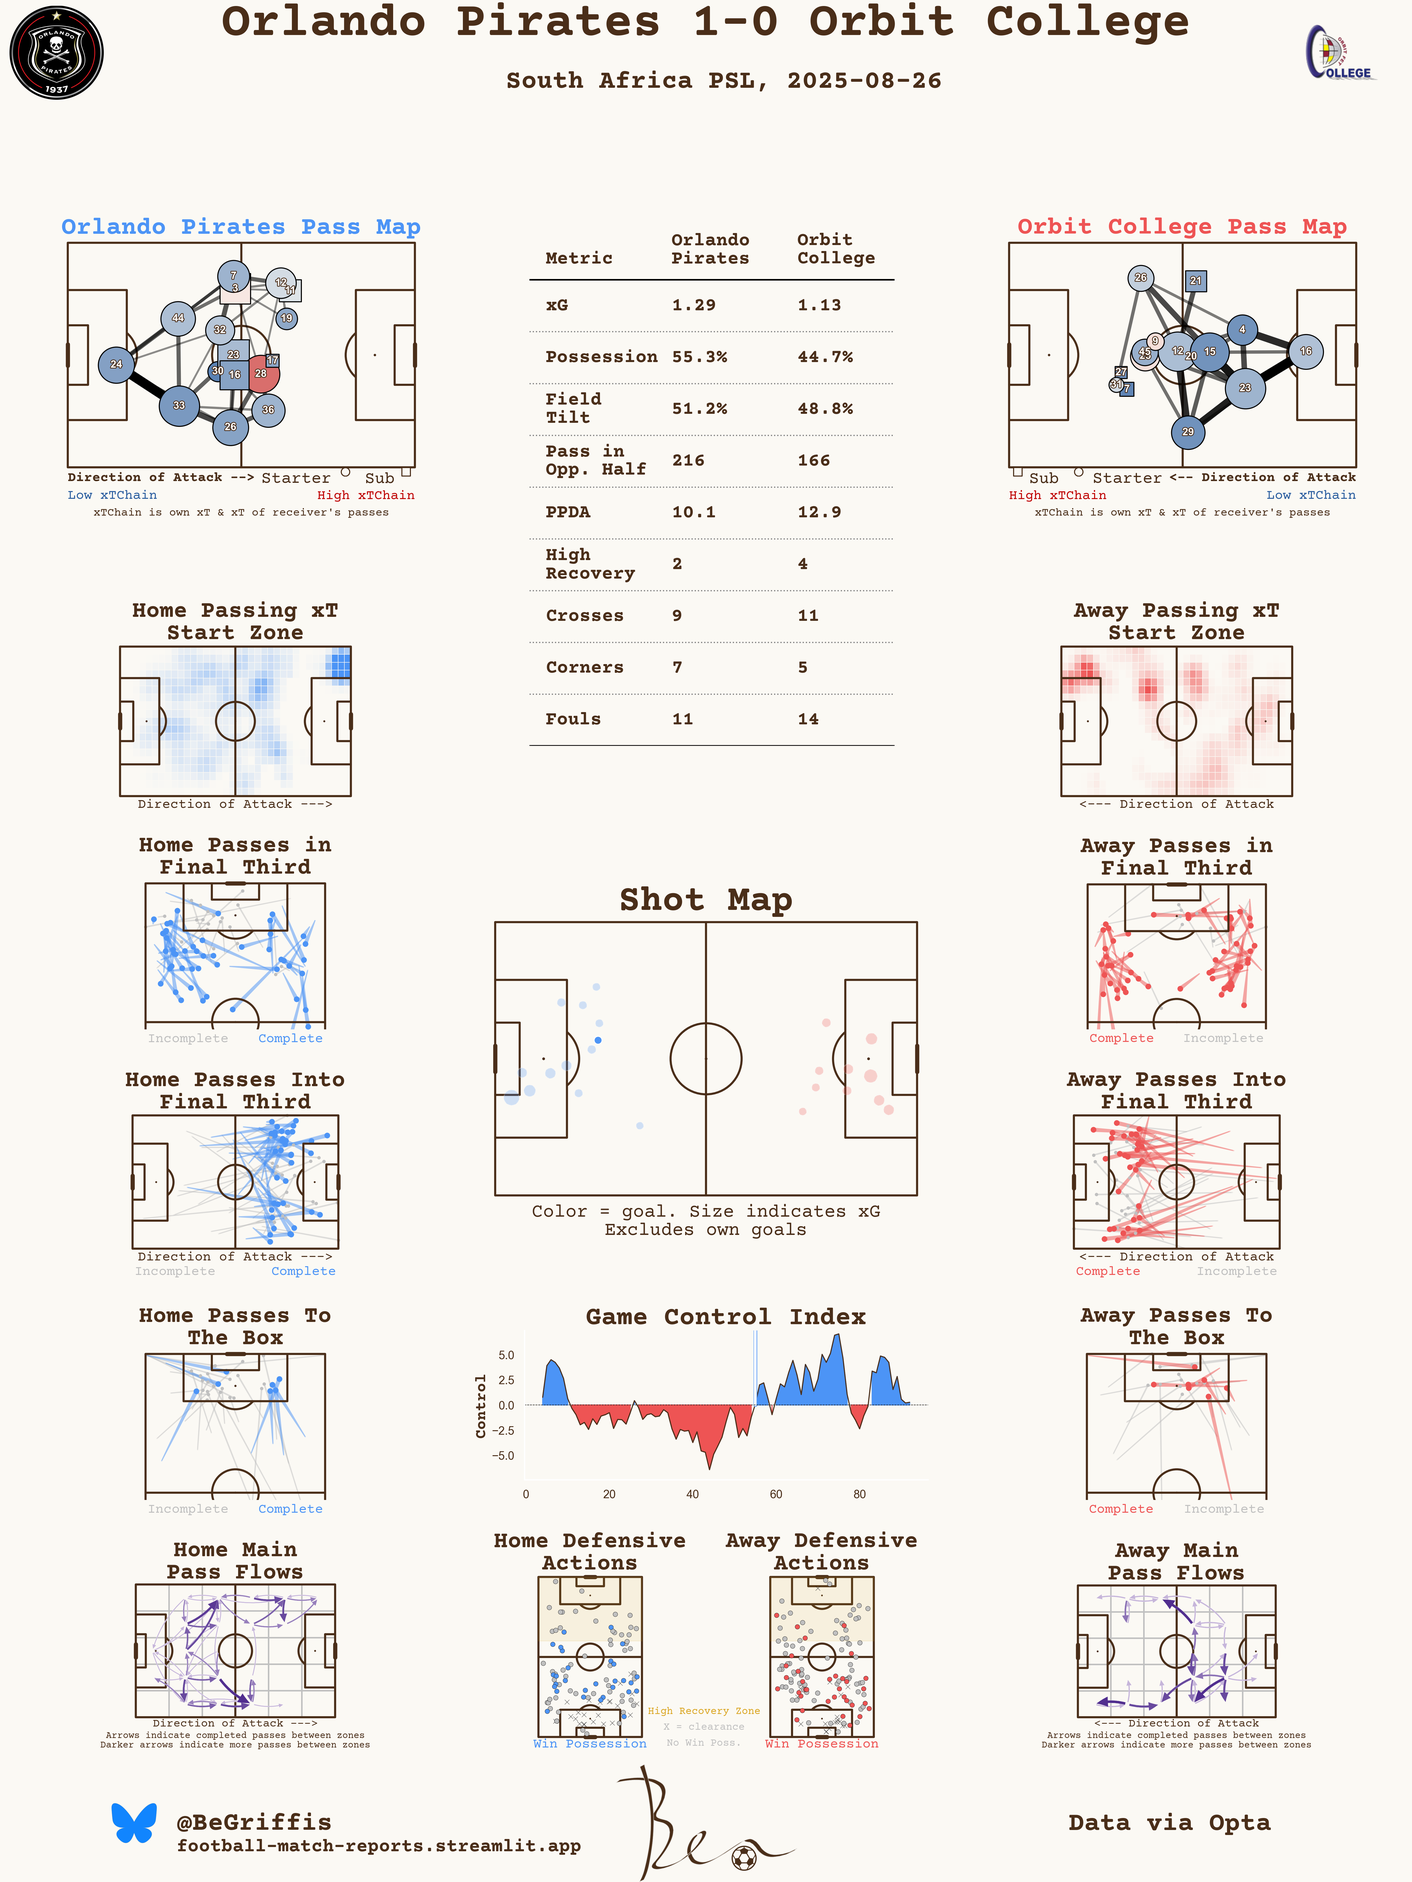 Orlando Pirates 1-0 Orbit College
South Africa PSL, 2025-08-26
ORLANDO
PIRATES
1937
COLLEGE
Orlando Pirates Pass Map
7
3
12
11
44
32
19
24
23
17
30
16
28
33
36
26
Direction of Attack --> Starter Sub
Low xTChain High xTChain
xTChain is own xT & xT of receiver's passes
Metric Orlando Pirates Orbit College
xG 1.29 1.13
Possession 55.3% 44.7%
Field Tilt 51.2% 48.8%
Pass in Opp. Half 216 166
PPDA 10.1 12.9
High Recovery 2 4
Crosses 9 11
Corners 7 5
Fouls 11 14
Orbit College Pass Map
26
21
4
9
45
12
20
15
16
27
31
7
23
29
Sub Starter <-- Direction of Attack
High xTChain Low xTChain
xTChain is own xT & xT of receiver's passes
Home Passing xT
Start Zone
Direction of Attack --->
Away Passing xT
Start Zone
<--- Direction of Attack
Home Passes in
Final Third
Incomplete Complete
Away Passes in
Final Third
Complete Incomplete
Shot Map
Color = goal. Size indicates xG
Excludes own goals
Home Passes Into
Final Third
Direction of Attack --->
Incomplete Complete
Away Passes Into
Final Third
<--- Direction of Attack
Complete Incomplete
Home Passes To
The Box
Incomplete Complete
Game Control Index
Control
5.0
2.5
0.0
−2.5
−5.0
0 20 40 60 80
Away Passes To
The Box
Complete Incomplete
Home Main
Pass Flows
Direction of Attack --->
Arrows indicate completed passes between zones
Darker arrows indicate more passes between zones
Home Defensive
Actions
Win Possession
Away Defensive
Actions
Win Possession
High Recovery Zone
X = clearance
No Win Poss.
Away Main
Pass Flows
<--- Direction of Attack
Arrows indicate completed passes between zones
Darker arrows indicate more passes between zones
@BeGriffis
football-match-reports.streamlit.app
Ben
Data via Opta